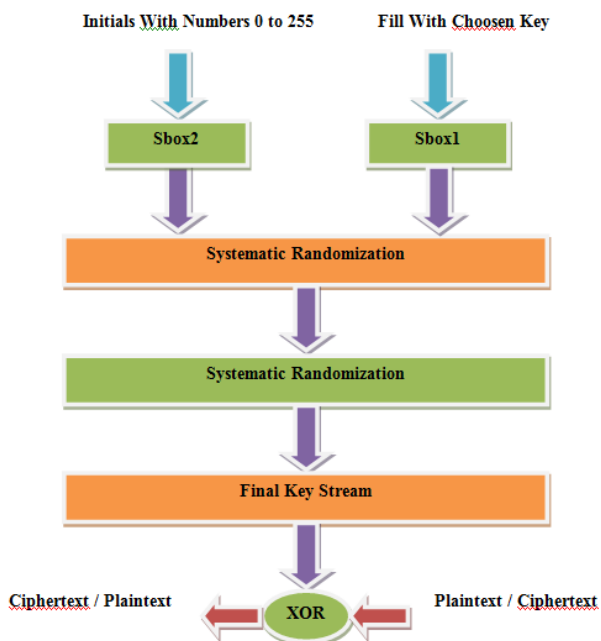 Initials With Numbers 0 to 255
Fill With Choosen Key
Sbox2
Sbox1
Systematic Randomization
Systematic Randomization
Final Key Stream
Ciphertext / Plaintext
XOR
Plaintext / Ciphertext